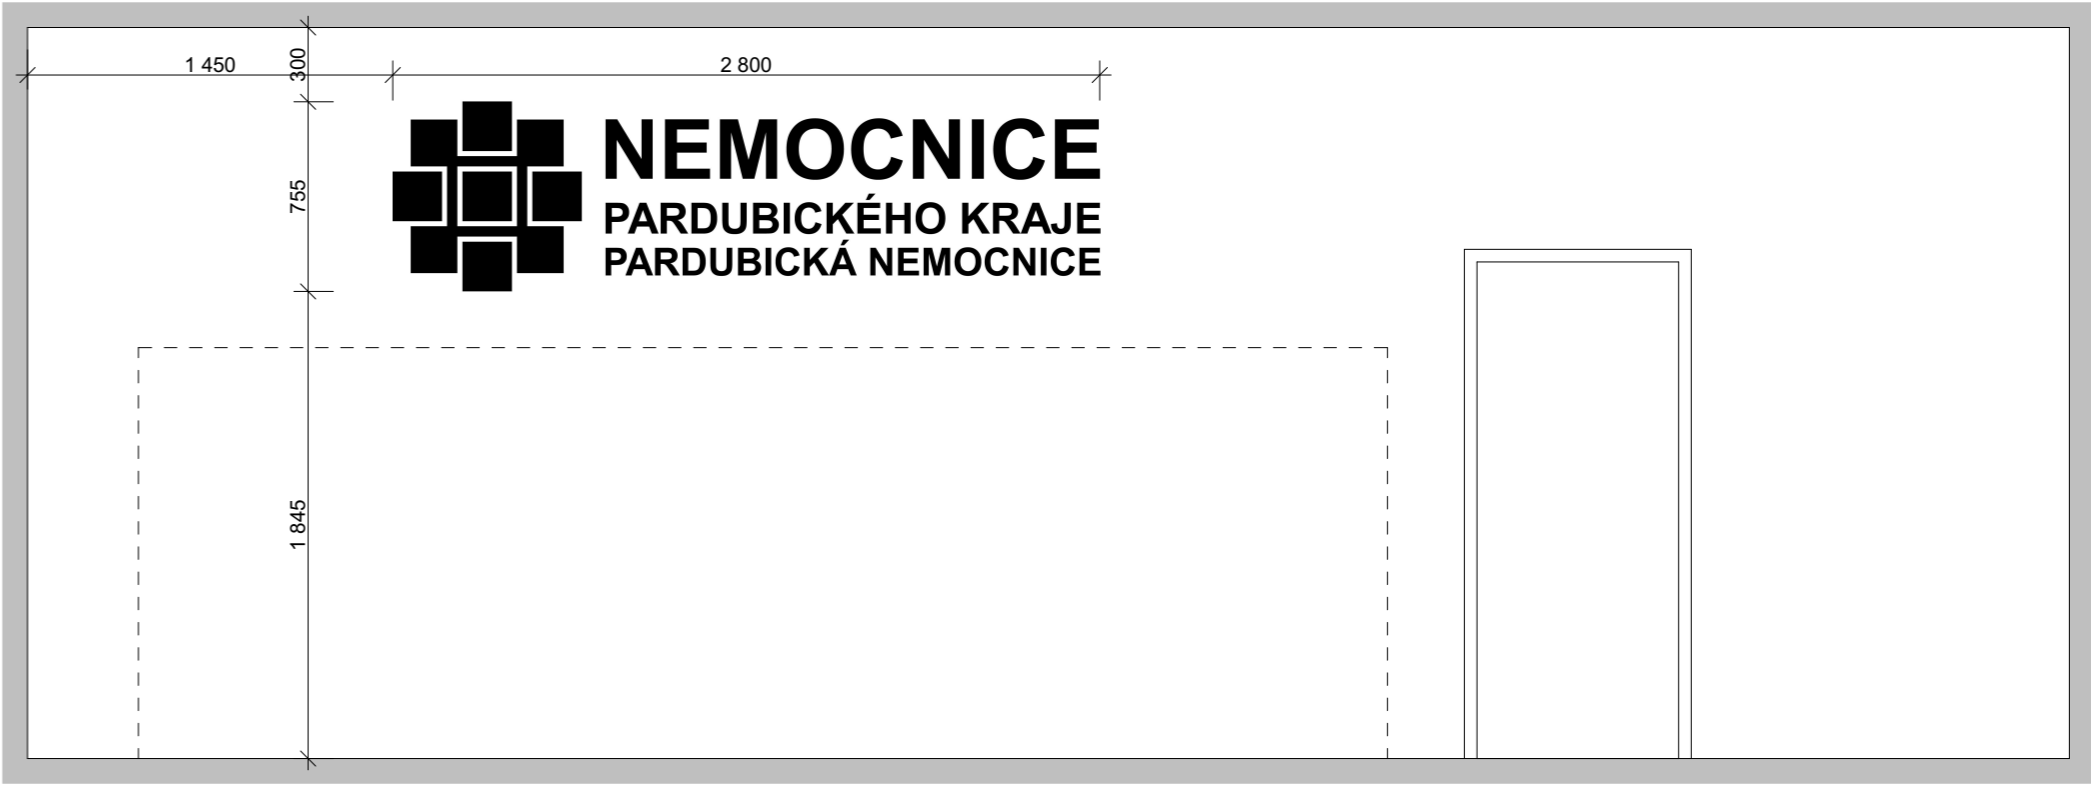 1 450
300
2 800
NEMOCNICE
PARDUBICKÉHO KRAJE
PARDUBICKÁ NEMOCNICE
755
1 845